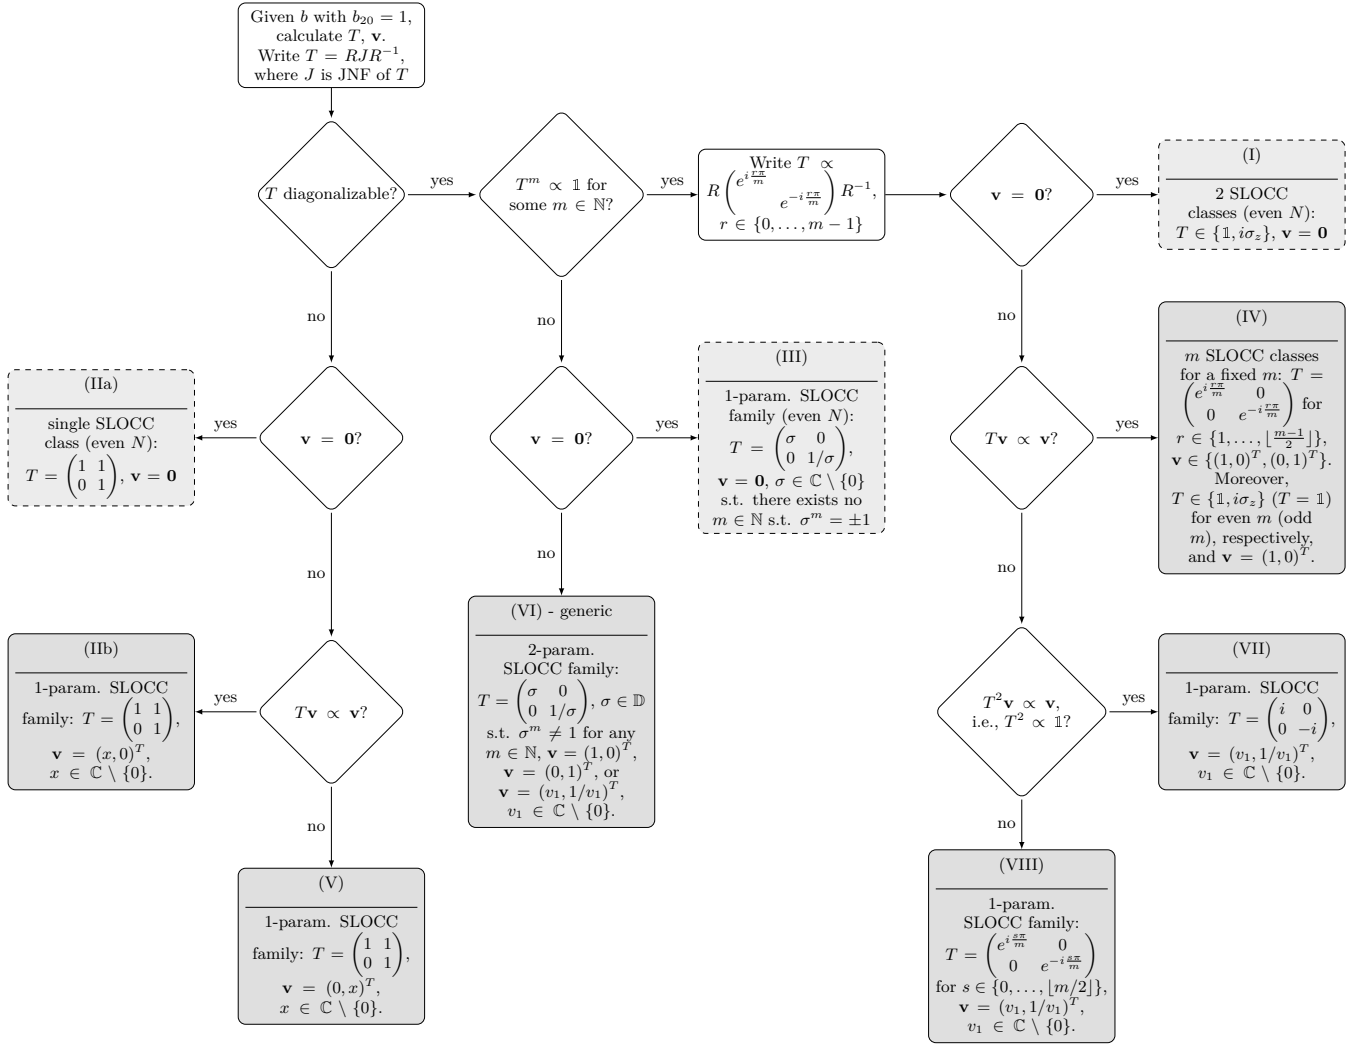 Given b with b₂₀ = 1,
calculate T, v.
Write T = RJR⁻¹,
where J is JNF of T
T diagonalizable?
yes
T^m ∝ 𝟙 for
some m ∈ ℕ?
yes
Write T ∝
R (e^{i rπ/m}
e^{-i rπ/m}) R⁻¹,
r ∈ {0, …, m − 1}
v = 0?
yes
(I)
2 SLOCC
classes (even N):
T ∈ {𝟙, iσ_z}, v = 0
no
no
no
(IIa)
single SLOCC
class (even N):
T = (1 1
0 1), v = 0
yes
v = 0?
v = 0?
yes
(III)
1-param. SLOCC
family (even N):
T = (σ 0
0 1/σ),
v = 0, σ ∈ ℂ \ {0}
s.t. there exists no
m ∈ ℕ s.t. σ^m = ±1
Tv ∝ v?
yes
(IV)
m SLOCC classes
for a fixed m: T =
(e^{i rπ/m} 0
0 e^{-i rπ/m}) for
r ∈ {1, …, ⌊(m−1)/2⌋},
v ∈ {(1, 0)^T, (0, 1)^T}.
Moreover,
T ∈ {𝟙, iσ_z} (T = 𝟙)
for even m (odd
m), respectively,
and v = (1, 0)^T.
no
no
no
(IIb)
1-param. SLOCC
family: T = (1 1
0 1),
v = (x, 0)^T,
x ∈ ℂ \ {0}.
yes
Tv ∝ v?
(VI) - generic
2-param.
SLOCC family:
T = (σ 0
0 1/σ), σ ∈ 𝔻
s.t. σ^m ≠ 1 for any
m ∈ ℕ, v = (1, 0)^T,
v = (0, 1)^T, or
v = (v₁, 1/v₁)^T,
v₁ ∈ ℂ \ {0}.
T²v ∝ v,
i.e., T² ∝ 𝟙?
yes
(VII)
1-param. SLOCC
family: T = (i 0
0 −i),
v = (v₁, 1/v₁)^T,
v₁ ∈ ℂ \ {0}.
no
no
(V)
1-param. SLOCC
family: T = (1 1
0 1),
v = (0, x)^T,
x ∈ ℂ \ {0}.
(VIII)
1-param.
SLOCC family:
T = (e^{i sπ/m} 0
0 e^{-i sπ/m})
for s ∈ {0, …, ⌊m/2⌋},
v = (v₁, 1/v₁)^T,
v₁ ∈ ℂ \ {0}.